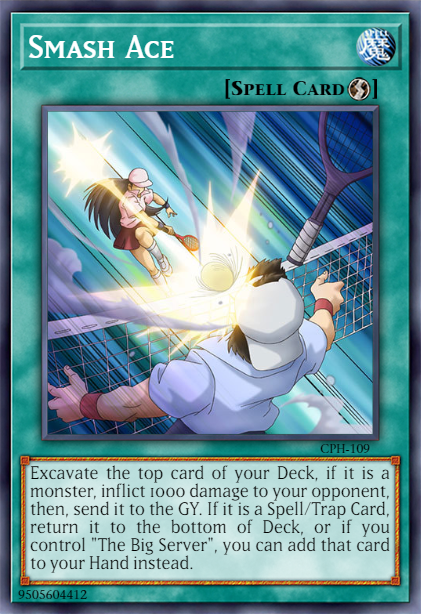 Smash Ace
魔
[Spell Card]
CPH-109
Excavate the top card of your Deck, if it is a
monster, inflict 1000 damage to your opponent,
then, send it to the GY. If it is a Spell/Trap Card,
return it to the bottom of Deck, or if you
control "The Big Server", you can add that card
to your Hand instead.
9505604412